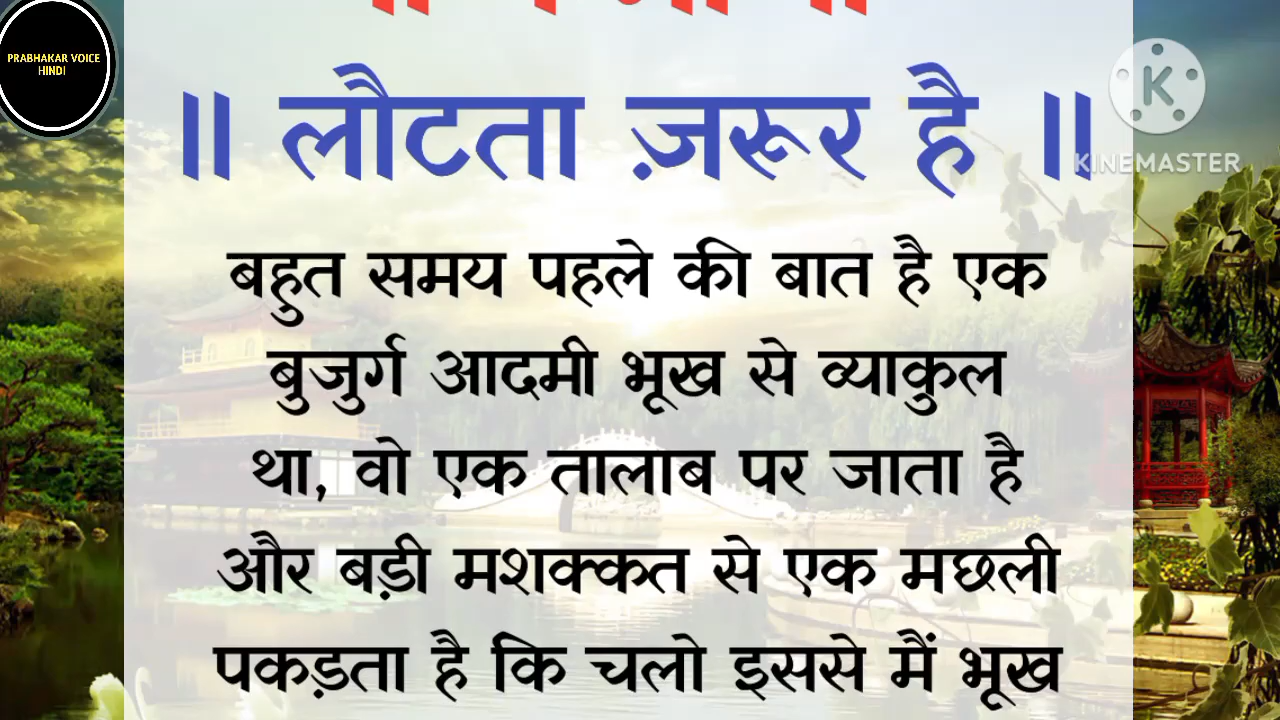 PRABHAKAR VOICE
HINDI
KINEMASTER
॥ लौटता ज़रूर है ॥
बहुत समय पहले की बात है एक
बुजुर्ग आदमी भूख से व्याकुल
था, वो एक तालाब पर जाता है
और बड़ी मशक्कत से एक मछली
पकड़ता है कि चलो इससे मैं भूख